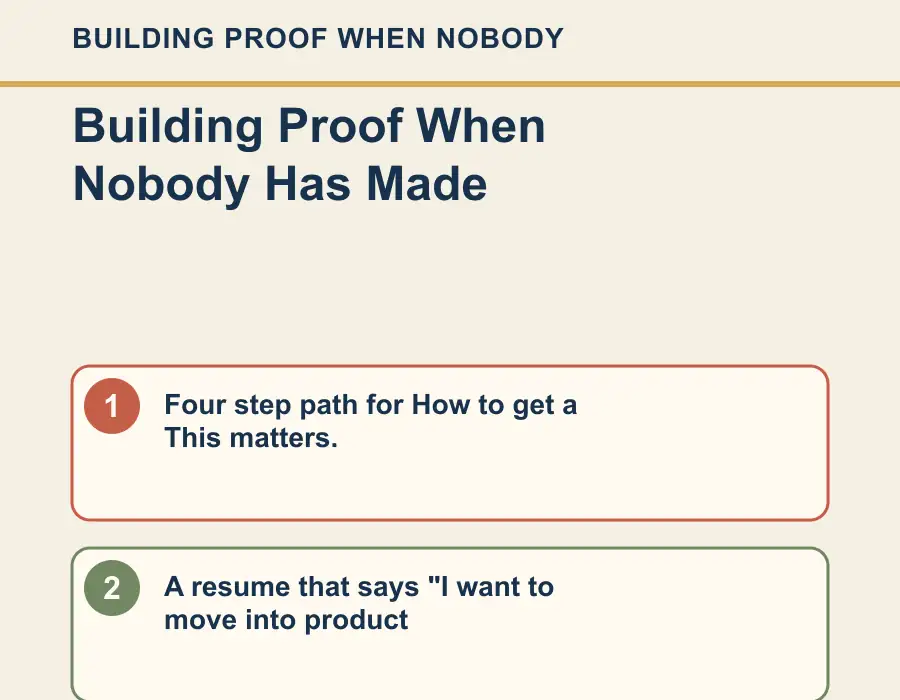 BUILDING PROOF WHEN NOBODY
Building Proof When
Nobody Has Made
1
Four step path for How to get a
This matters.
2
A resume that says "I want to
move into product